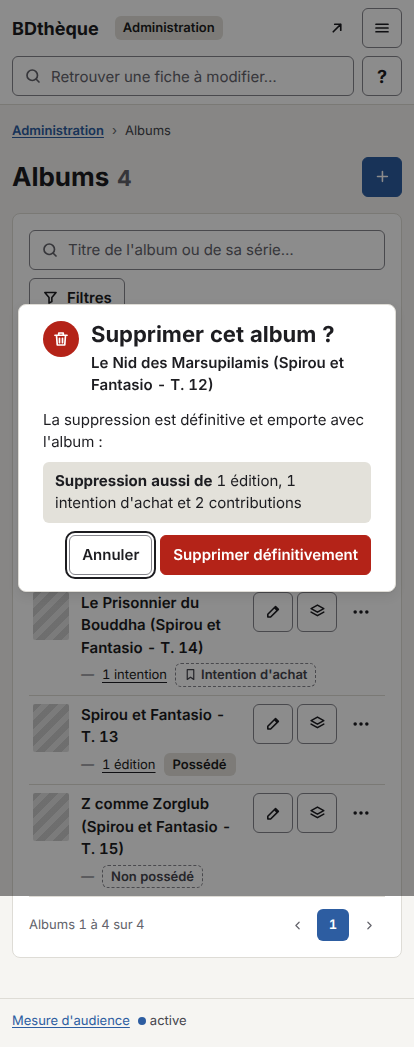 BDthèque Administration
Retrouver une fiche à modifier... ?
Administration › Albums
Albums 4
Titre de l'album ou de sa série...
Filtres
Supprimer cet album ?
Le Nid des Marsupilamis (Spirou et
Fantasio - T. 12)
La suppression est définitive et emporte avec
l'album :
Suppression aussi de 1 édition, 1
intention d'achat et 2 contributions
Annuler Supprimer définitivement
Le Prisonnier du
Bouddha (Spirou et
Fantasio - T. 14)
— 1 intention Intention d'achat
Spirou et Fantasio -
T. 13
— 1 édition Possédé
Z comme Zorglub
(Spirou et Fantasio -
T. 15)
— Non possédé
Albums 1 à 4 sur 4 ‹ 1 ›
Mesure d'audience active